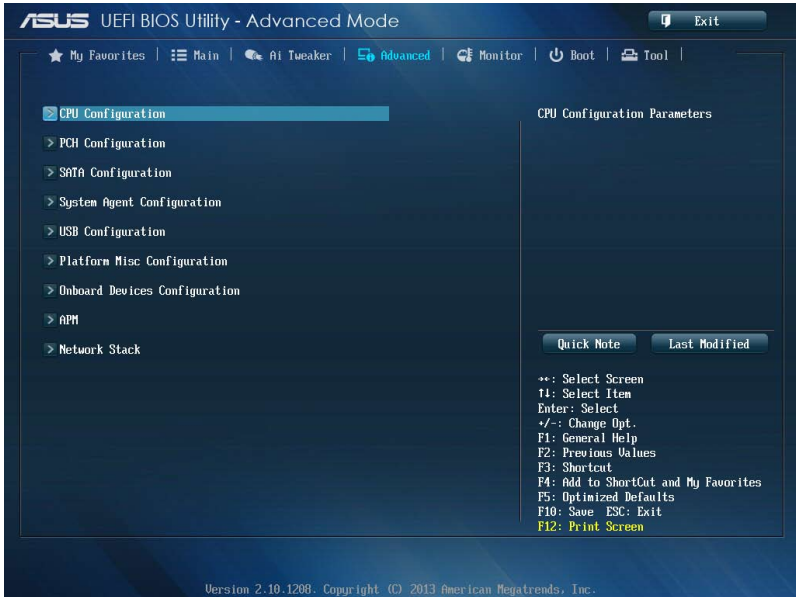 ASUS UEFI BIOS Utility - Advanced Mode
Exit
My Favorites | Main | Ai Tweaker | Advanced | Monitor | Boot | Tool |
> CPU Configuration
> PCH Configuration
> SATA Configuration
> System Agent Configuration
> USB Configuration
> Platform Misc Configuration
> Onboard Devices Configuration
> APM
> Network Stack
CPU Configuration Parameters
Quick Note
Last Modified
→←: Select Screen
↑↓: Select Item
Enter: Select
+/-: Change Opt.
F1: General Help
F2: Previous Values
F3: Shortcut
F4: Add to ShortCut and My Favorites
F5: Optimized Defaults
F10: Save ESC: Exit
F12: Print Screen
Version 2.10.1208. Copyright (C) 2013 American Megatrends, Inc.